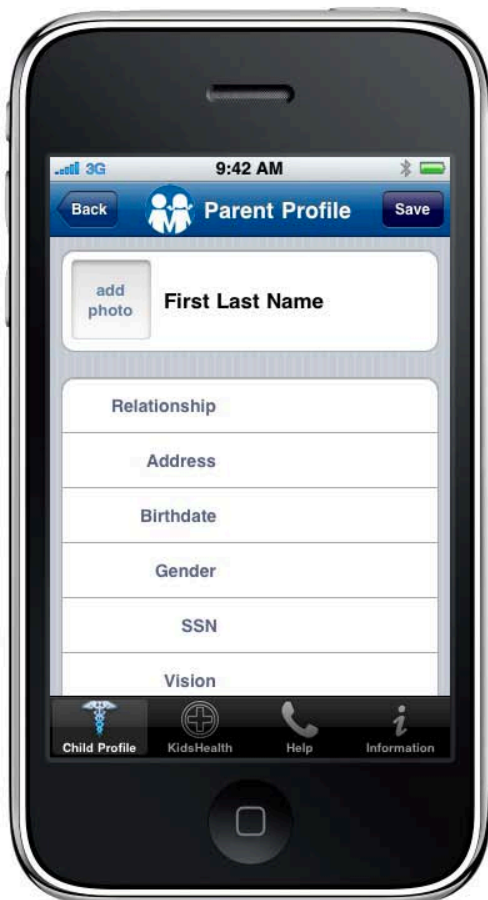 3G 9:42 AM
Back Parent Profile Save
add
photo
First Last Name
Relationship
Address
Birthdate
Gender
SSN
Vision
Child Profile KidsHealth Help Information